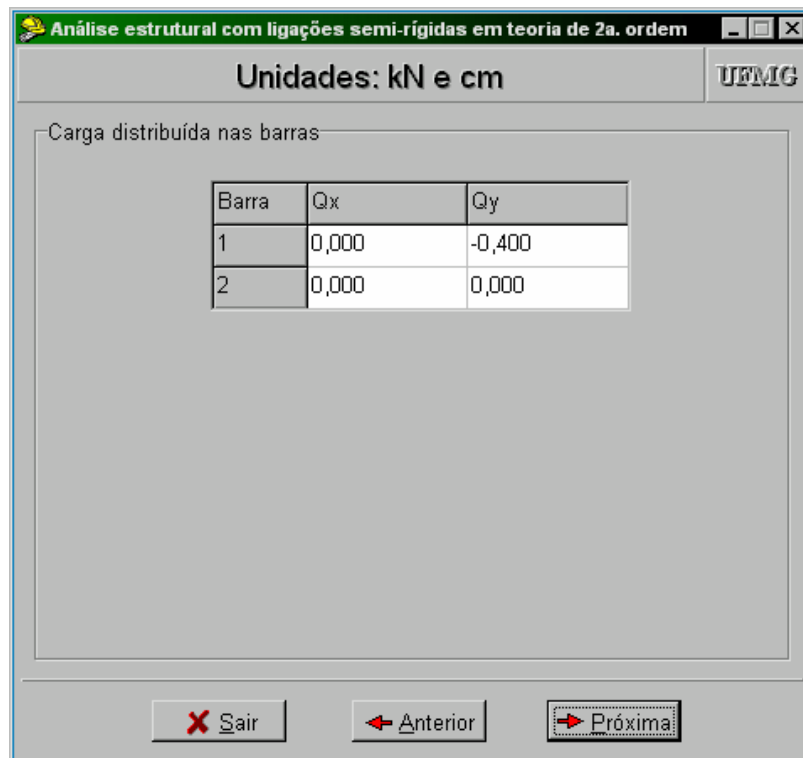 Análise estrutural com ligações semi-rígidas em teoria de 2a. ordem
Unidades: kN e cm
UFMG
Carga distribuída nas barras
Barra Qx Qy
1 0,000 -0,400
2 0,000 0,000
Sair Anterior Próxima